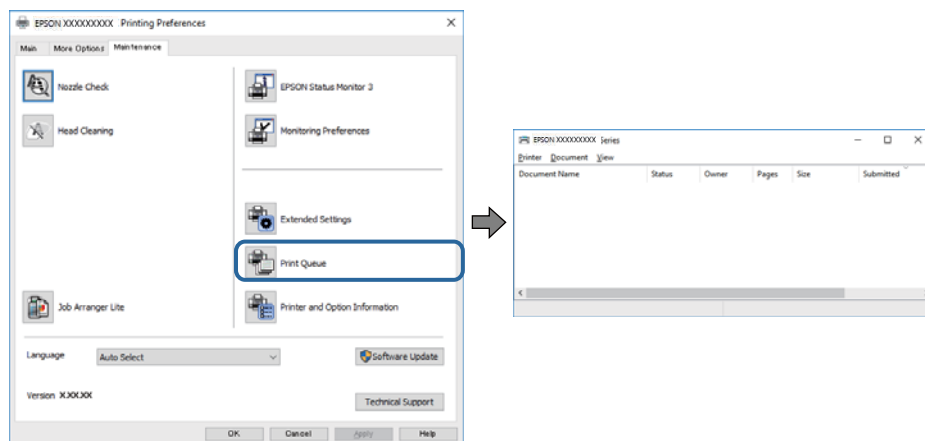 EPSON XXXXXXXXX Printing Preferences
Main More Options Maintenance
Nozzle Check
EPSON Status Monitor 3
Head Cleaning
Monitoring Preferences
Extended Settings
Print Queue
Job Arranger Lite
Printer and Option Information
Language Auto Select Software Update
Version X.XX.XX
Technical Support
OK Cancel Apply Help
EPSON XXXXXXXXX Series
Printer Document View
Document Name Status Owner Pages Size Submitted